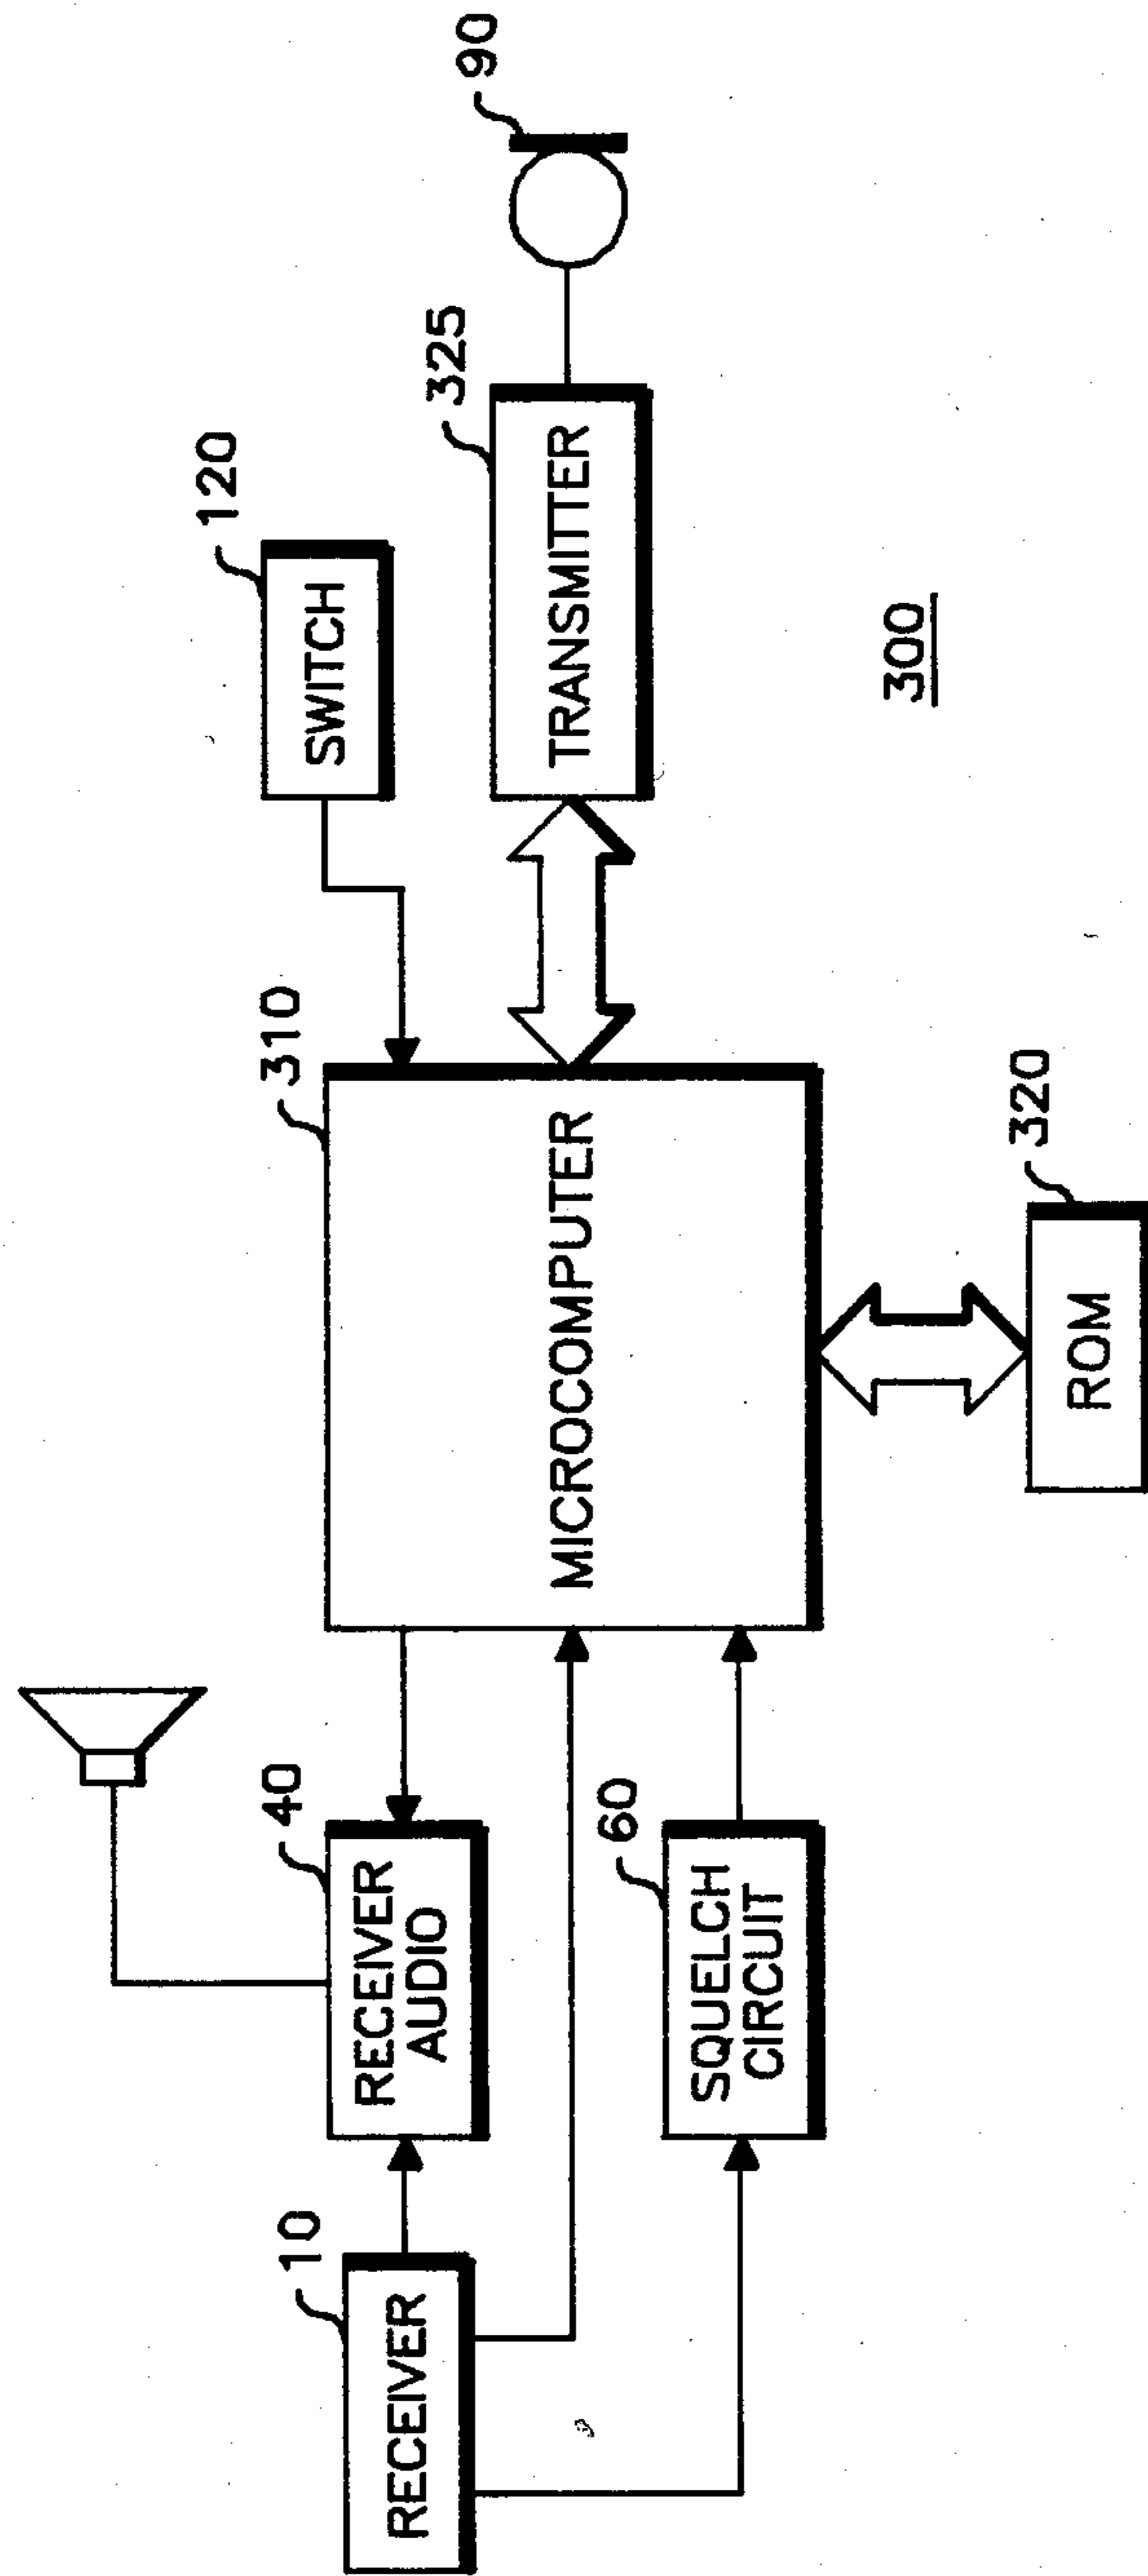 10
RECEIVER
40
RECEIVER
AUDIO
60
SQUELCH
CIRCUIT
310
MICROCOMPUTER
120
SWITCH
325
TRANSMITTER
90
320
ROM
300